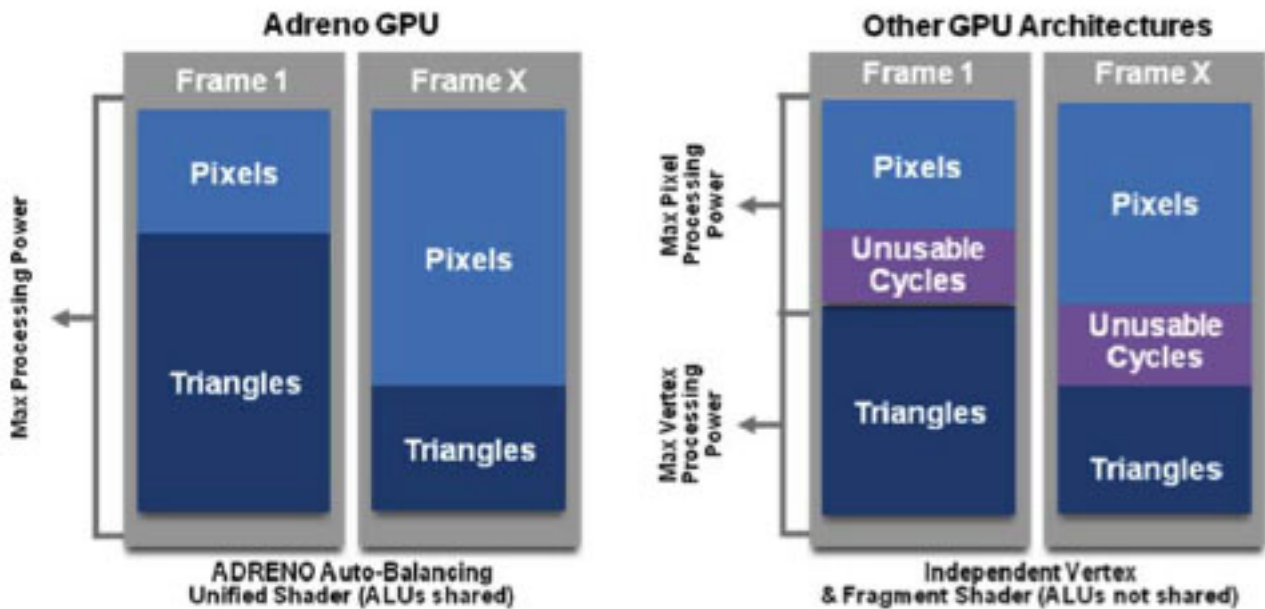 Adreno GPU
Frame 1
Frame X
Max Processing Power
Pixels
Triangles
Pixels
Triangles
ADRENO Auto-Balancing
Unified Shader (ALUs shared)
Other GPU Architectures
Frame 1
Frame X
Max Pixel
Processing
Power
Max Vertex
Processing
Power
Pixels
Unusable
Cycles
Triangles
Pixels
Unusable
Cycles
Triangles
Independent Vertex
& Fragment Shader (ALUs not shared)